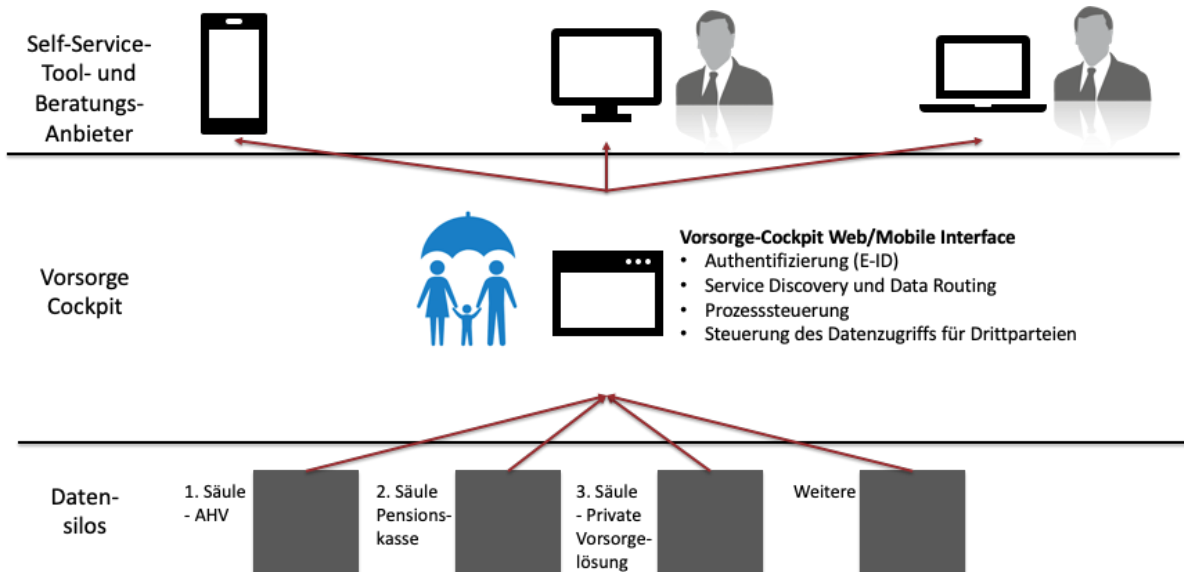 Self-Service-
Tool- und
Beratungs-
Anbieter
Vorsorge
Cockpit
Vorsorge-Cockpit Web/Mobile Interface
• Authentifizierung (E-ID)
• Service Discovery und Data Routing
• Prozesssteuerung
• Steuerung des Datenzugriffs für Drittparteien
Daten-
silos
1. Säule
- AHV
2. Säule
Pensions-
kasse
3. Säule
- Private
Vorsorge-
lösung
Weitere